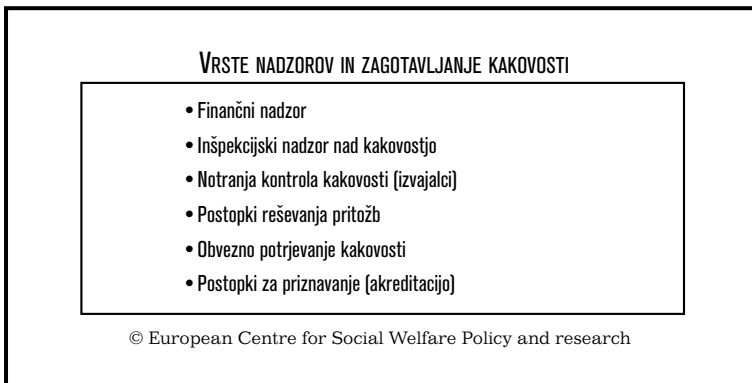 Vrste nadzorov in zagotavljanje kakovosti
• Finančni nadzor
• Inšpekcijski nadzor nad kakovostjo
• Notranja kontrola kakovosti (izvajalci)
• Postopki reševanja pritožb
• Obvezno potrjevanje kakovosti
• Postopki za priznavanje (akreditacijo)
© European Centre for Social Welfare Policy and research